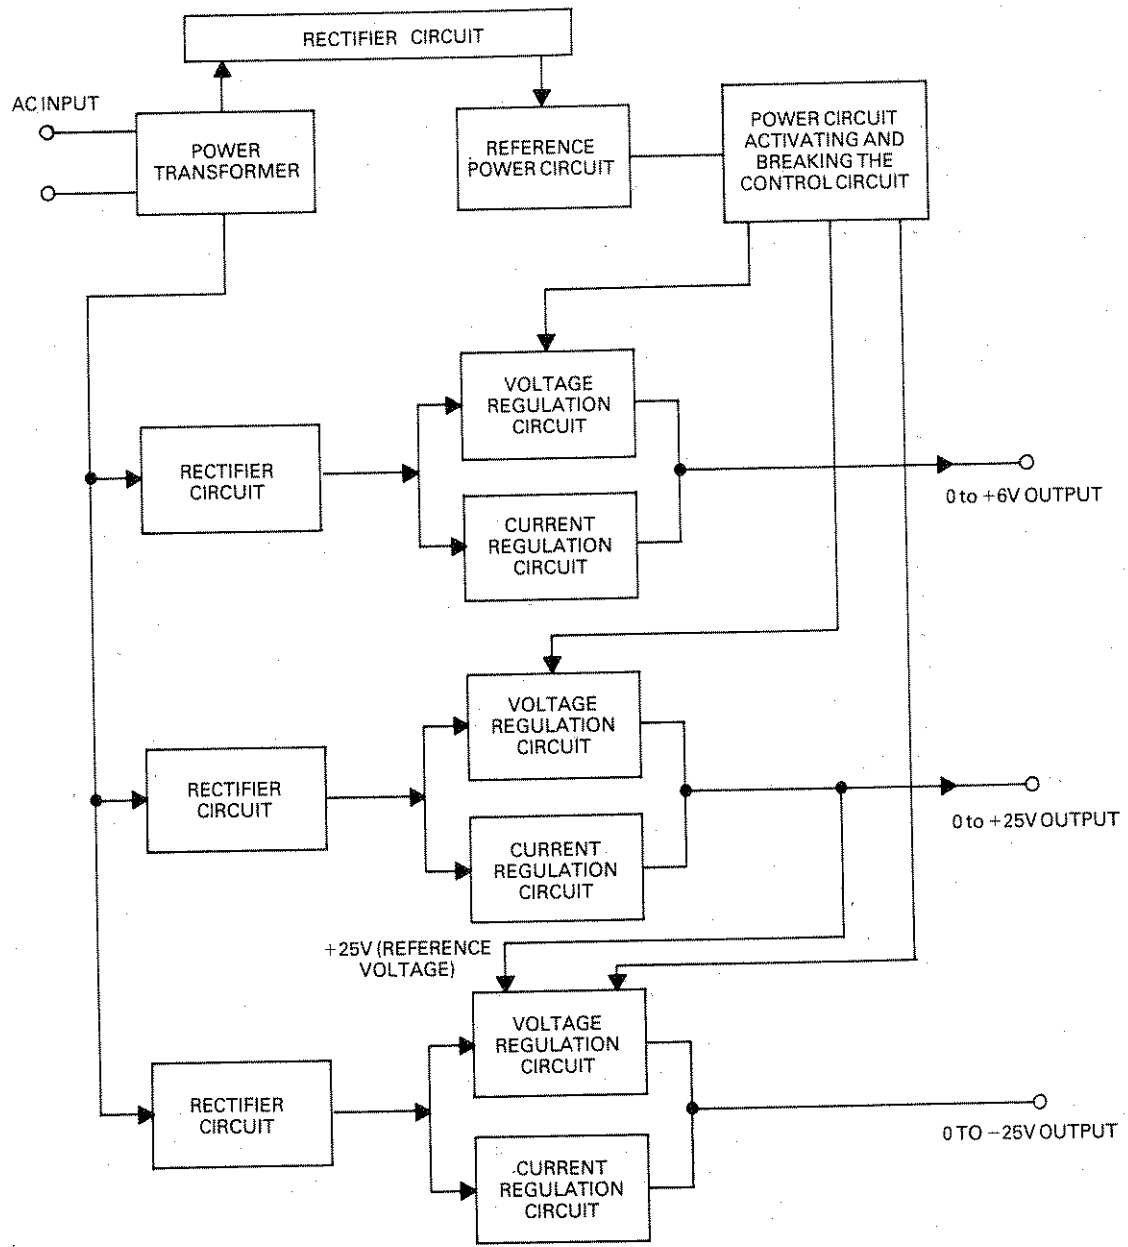 RECTIFIER CIRCUIT
AC INPUT
POWER
TRANSFORMER
REFERENCE
POWER CIRCUIT
POWER CIRCUIT
ACTIVATING AND
BREAKING THE
CONTROL CIRCUIT
VOLTAGE
REGULATION
CIRCUIT
RECTIFIER
CIRCUIT
CURRENT
REGULATION
CIRCUIT
0 to +6V OUTPUT
VOLTAGE
REGULATION
CIRCUIT
RECTIFIER
CIRCUIT
CURRENT
REGULATION
CIRCUIT
0 to +25V OUTPUT
+25V (REFERENCE
VOLTAGE)
VOLTAGE
REGULATION
CIRCUIT
RECTIFIER
CIRCUIT
CURRENT
REGULATION
CIRCUIT
0 TO −25V OUTPUT